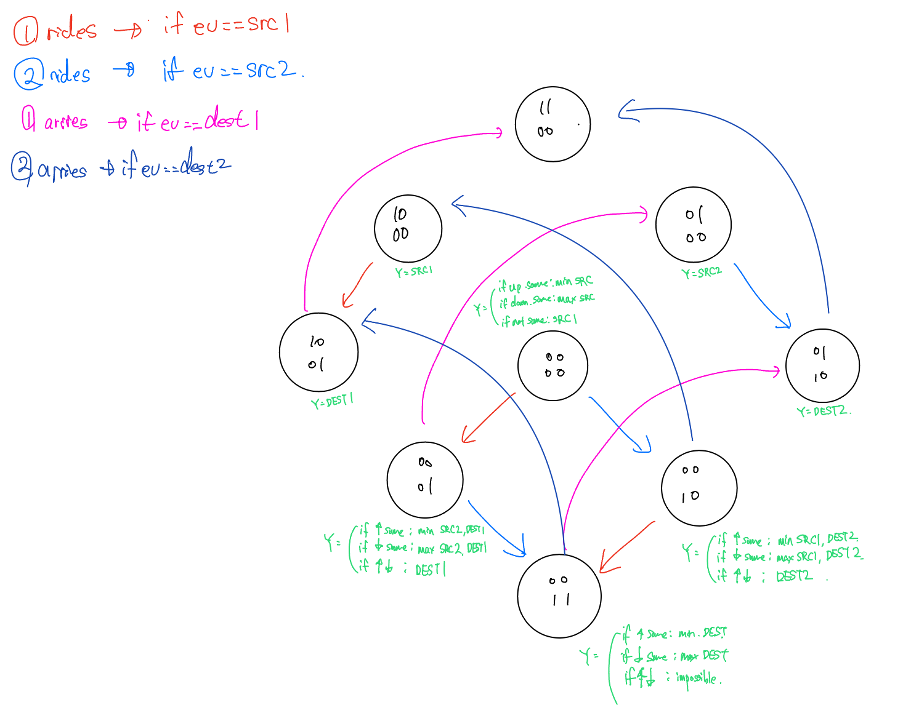 ① rides → if ev==src1
② rides → if ev==src2.
① arrives → if ev==dest1
② arrives → if ev==dest2
11
00
10
00
Y=SRC1
01
00
Y=SRC2
Y=
if up same: min SRC
if down same: max SRC
if not same: SRC1
10
01
Y=DEST1
00
00
01
10
Y=DEST2.
00
01
Y=
if ↑ same; min SRC2, DEST1
if ↓ same; max SRC2, DEST1
if ↑↓ ; DEST1
00
10
Y=
if ↑ same; min SRC1, DEST2
if ↓ same; max SRC1, DEST2
if ↑↓ ; DEST2 .
00
11
Y=
if ↑ same; min. DEST
if ↓ same; max DEST
if ↑↓ ; impossible.